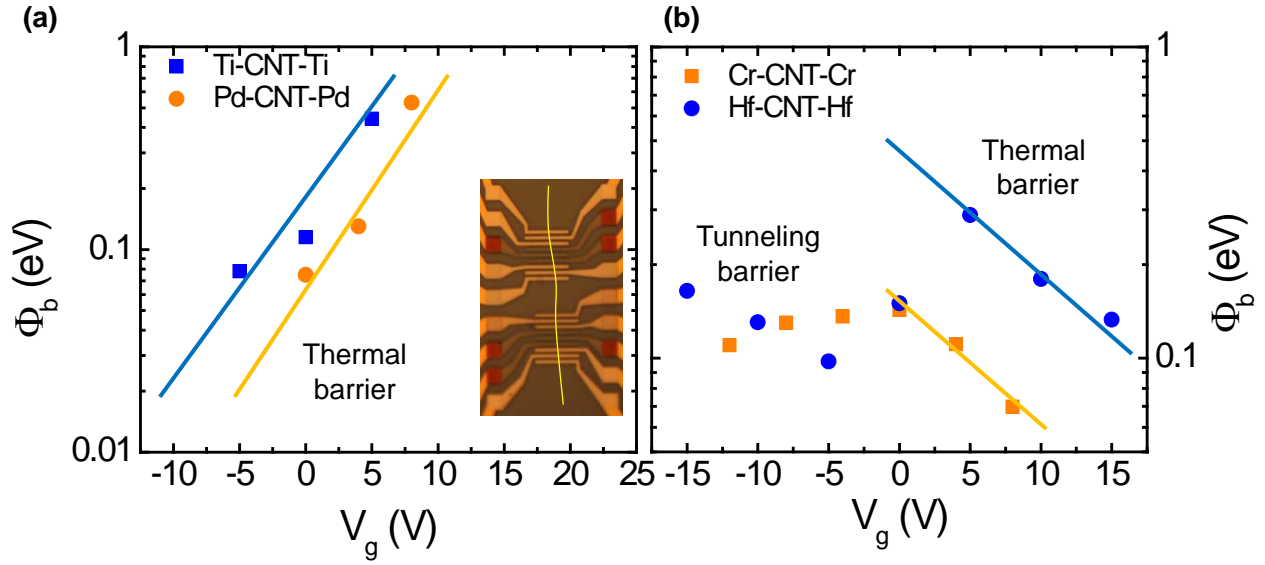 (a)
1
0.1
0.01
Φb (eV)
Ti-CNT-Ti
Pd-CNT-Pd
Thermal
barrier
-10 -5 0 5 10 15 20 25
Vg (V)
(b)
Cr-CNT-Cr
Hf-CNT-Hf
Thermal
barrier
Tunneling
barrier
1
0.1
Φb (eV)
-15 -10 -5 0 5 10 15
Vg (V)